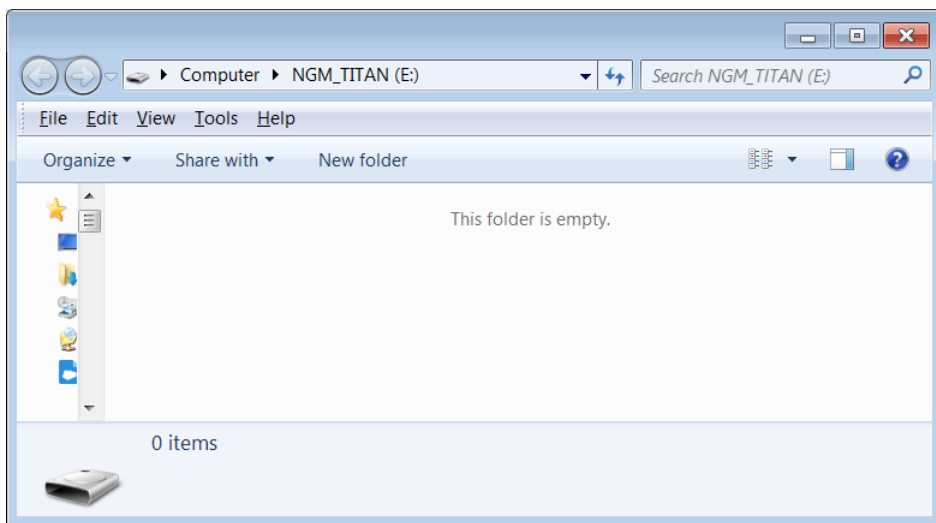 Computer NGM_TITAN (E:) Search NGM_TITAN (E:)
File Edit View Tools Help
Organize Share with New folder ?
This folder is empty.
0 items